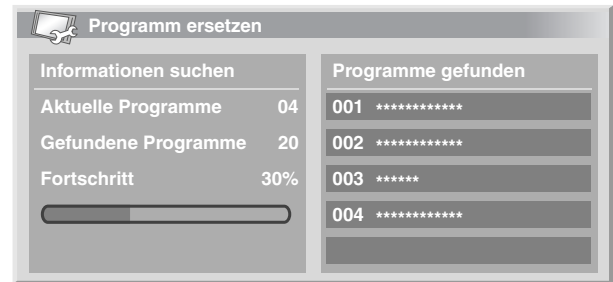 Programm ersetzen
Informationen suchen
Aktuelle Programme 04
Gefundene Programme 20
Fortschritt 30%
Programme gefunden
001 ************
002 ************
003 ******
004 ************